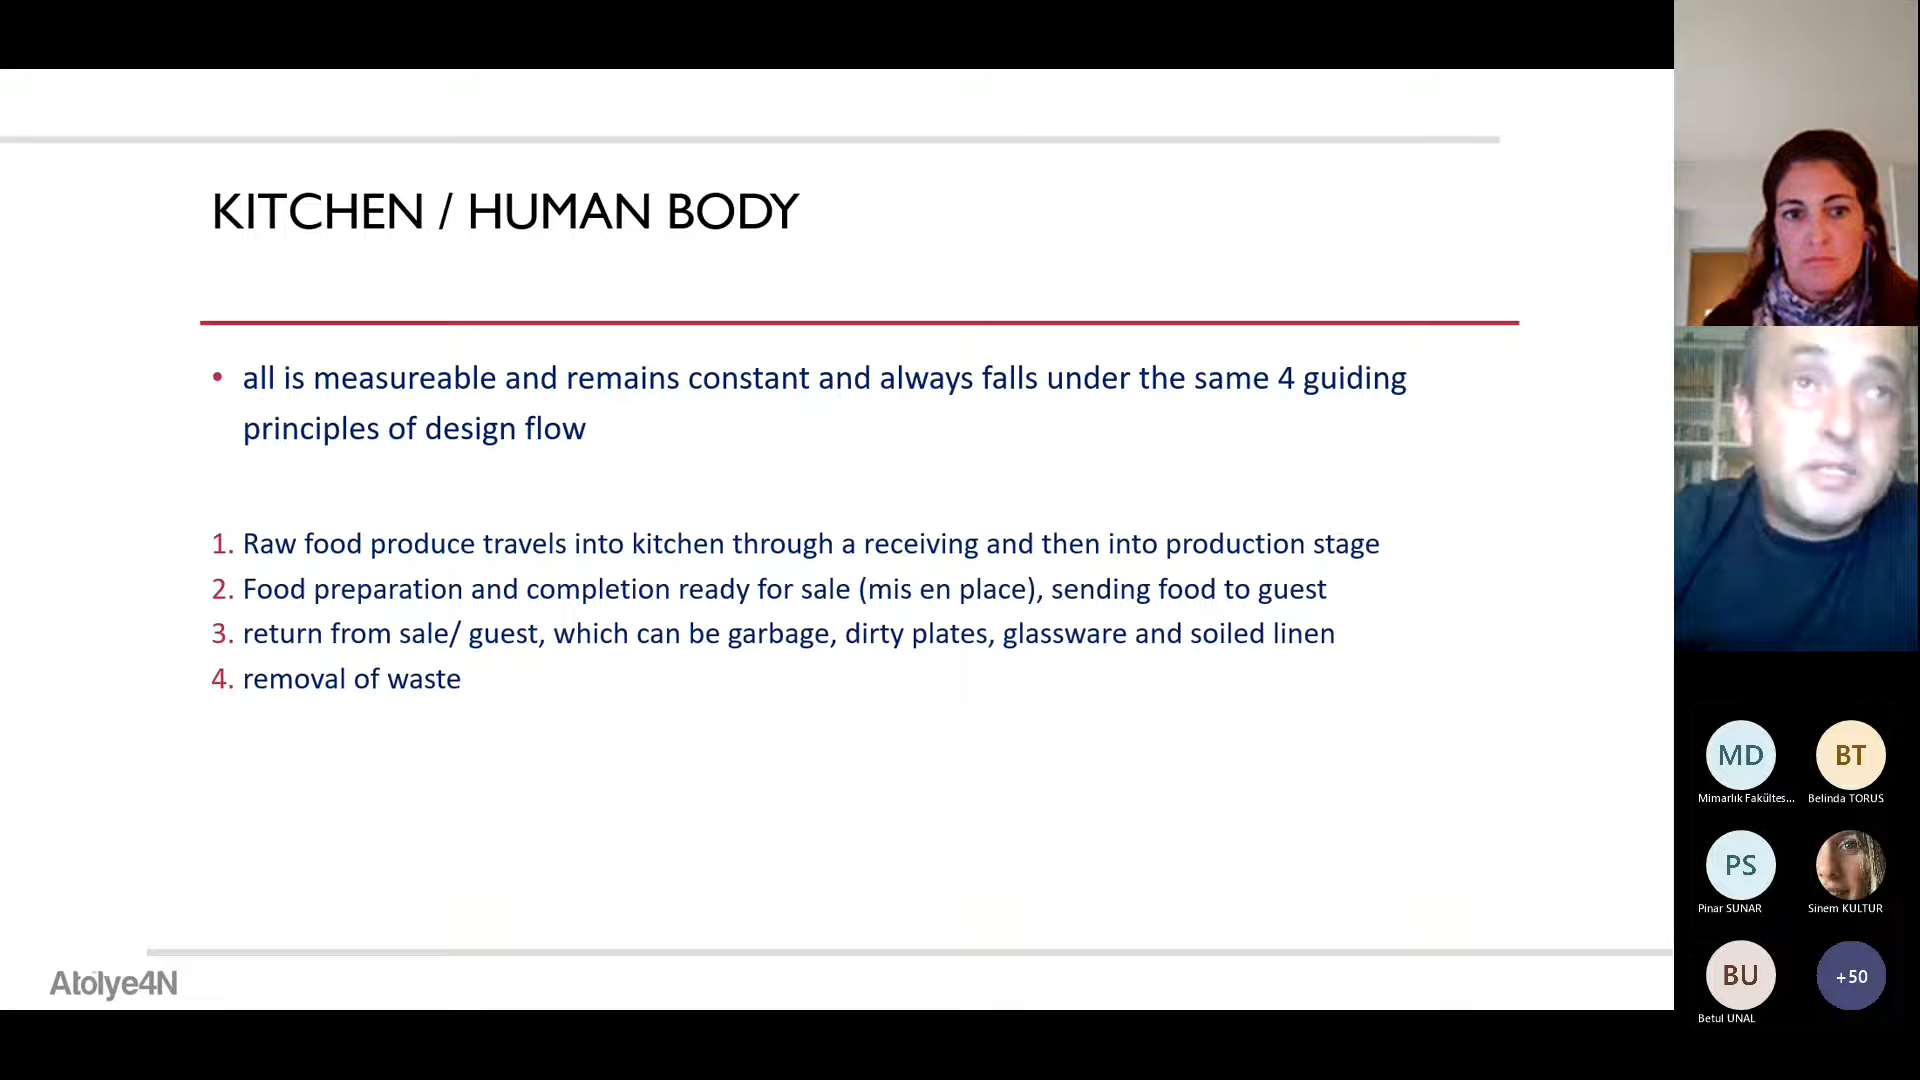 KITCHEN / HUMAN BODY
• all is measureable and remains constant and always falls under the same 4 guiding
principles of design flow
1. Raw food produce travels into kitchen through a receiving and then into production stage
2. Food preparation and completion ready for sale (mis en place), sending food to guest
3. return from sale/ guest, which can be garbage, dirty plates, glassware and soiled linen
4. removal of waste
Atölye4N
MD
Mimarlık Fakültes...
BT
Belinda TORUS
PS
Pinar SUNAR
Sinem KULTUR
BU
Betul UNAL
+50